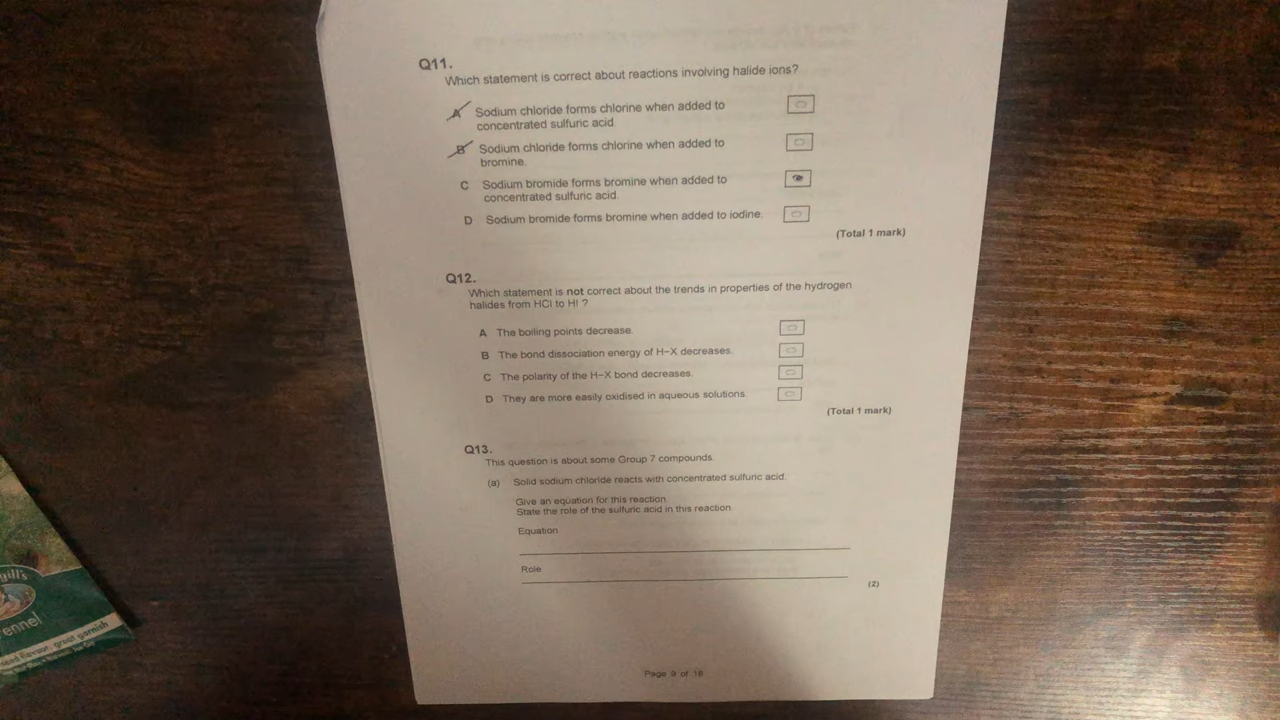 Q11.
Which statement is correct about reactions involving halide ions?
A Sodium chloride forms chlorine when added to
concentrated sulfuric acid.
B Sodium chloride forms chlorine when added to
bromine.
C Sodium bromide forms bromine when added to
concentrated sulfuric acid.
D Sodium bromide forms bromine when added to iodine.
(Total 1 mark)
Q12.
Which statement is not correct about the trends in properties of the hydrogen
halides from HCl to HI ?
A The boiling points decrease.
B The bond dissociation energy of H–X decreases.
C The polarity of the H–X bond decreases.
D They are more easily oxidised in aqueous solutions.
(Total 1 mark)
Q13.
This question is about some Group 7 compounds.
(a) Solid sodium chloride reacts with concentrated sulfuric acid.
Give an equation for this reaction.
State the role of the sulfuric acid in this reaction.
Equation
Role
(2)
Page 9 of 18
gill's
ennel
flavour, great garnish